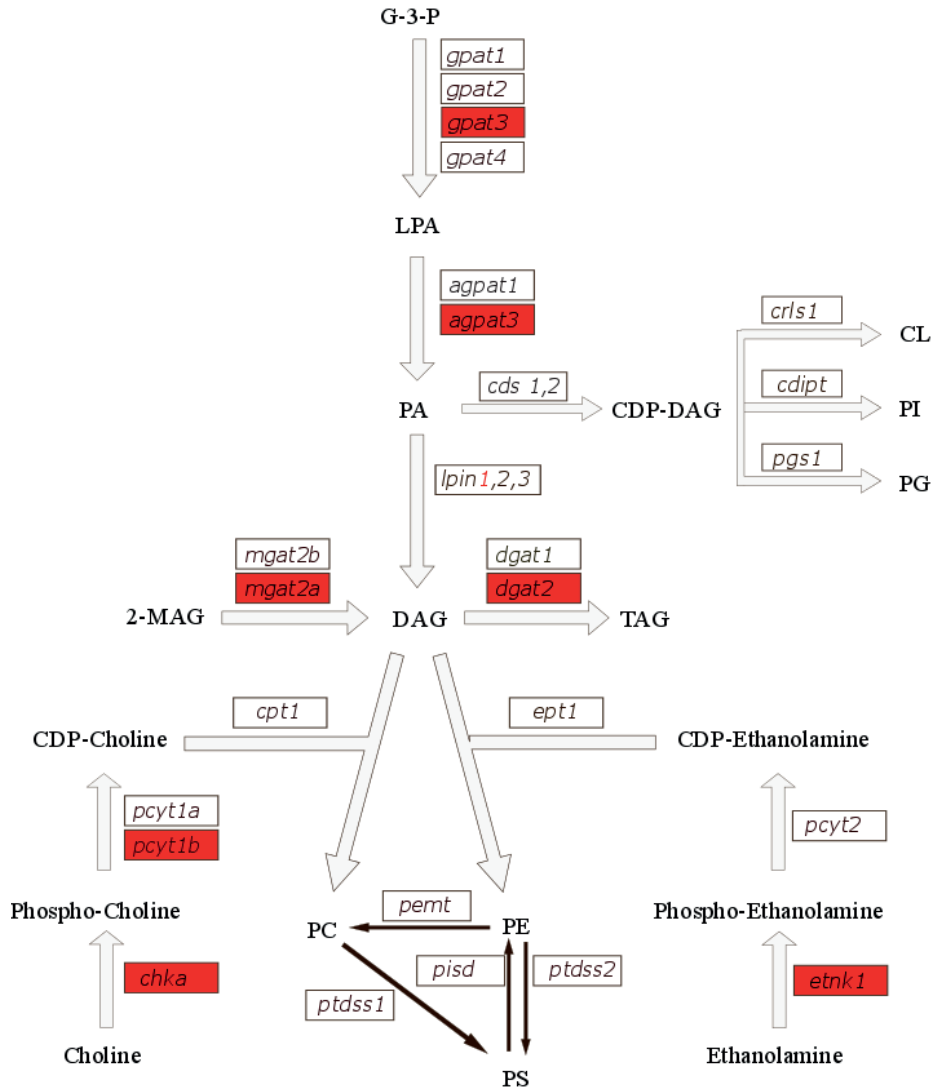 G-3-P
gpat1
gpat2
gpat3
gpat4
LPA
agpat1
agpat3
crls1
CL
PA
cds 1,2
CDP-DAG
cdipt
PI
lpin1,2,3
pgs1
PG
mgat2b
mgat2a
dgat1
dgat2
2-MAG
DAG
TAG
cpt1
ept1
CDP-Choline
CDP-Ethanolamine
pcyt1a
pcyt1b
pcyt2
Phospho-Choline
Phospho-Ethanolamine
pemt
PC
PE
chka
pisd
ptdss2
ptdss1
etnk1
Choline
Ethanolamine
PS